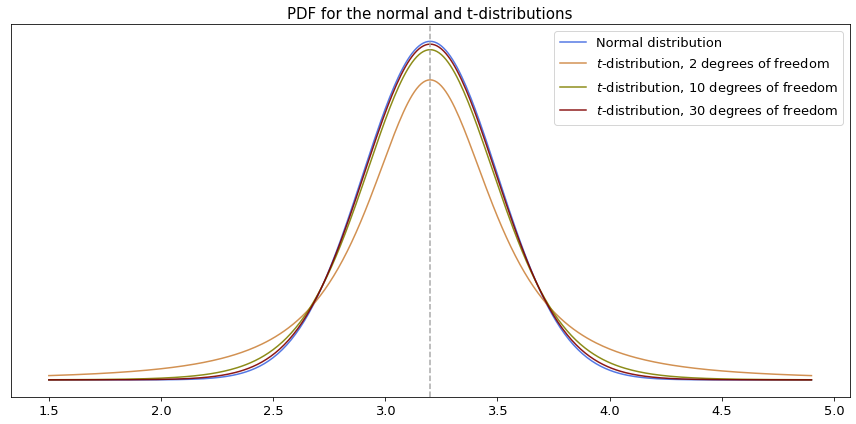 PDF for the normal and t-distributions
Normal distribution
t-distribution, 2 degrees of freedom
t-distribution, 10 degrees of freedom
t-distribution, 30 degrees of freedom
1.5 2.0 2.5 3.0 3.5 4.0 4.5 5.0